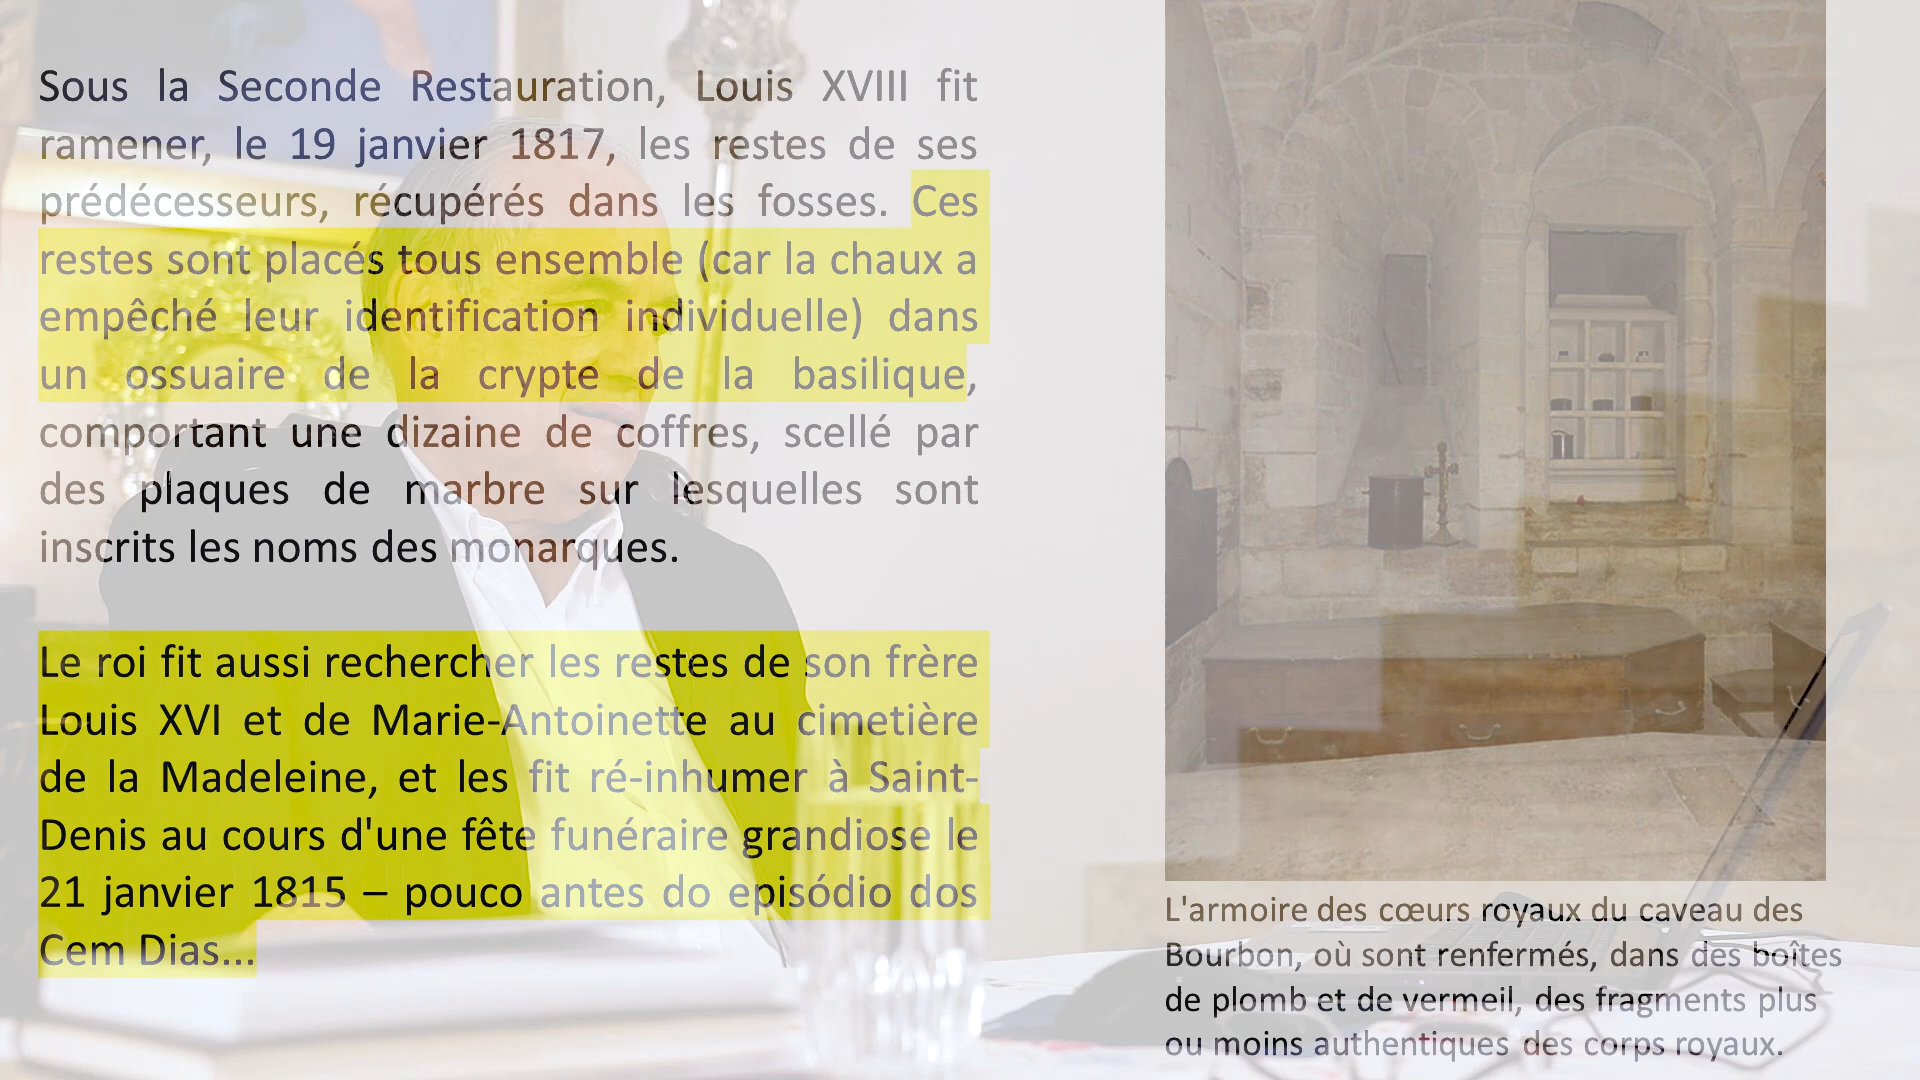 Sous la Seconde Restauration, Louis XVIII fit
ramener, le 19 janvier 1817, les restes de ses
prédécesseurs, récupérés dans les fosses. Ces
restes sont placés tous ensemble (car la chaux a
empêché leur identification individuelle) dans
un ossuaire de la crypte de la basilique,
comportant une dizaine de coffres, scellé par
des plaques de marbre sur lesquelles sont
inscrits les noms des monarques.
Le roi fit aussi rechercher les restes de son frère
Louis XVI et de Marie-Antoinette au cimetière
de la Madeleine, et les fit ré-inhumer à Saint-
Denis au cours d'une fête funéraire grandiose le
21 janvier 1815 – pouco antes do episódio dos
Cem Dias...
L'armoire des cœurs royaux du caveau des
Bourbon, où sont renfermés, dans des boîtes
de plomb et de vermeil, des fragments plus
ou moins authentiques des corps royaux.